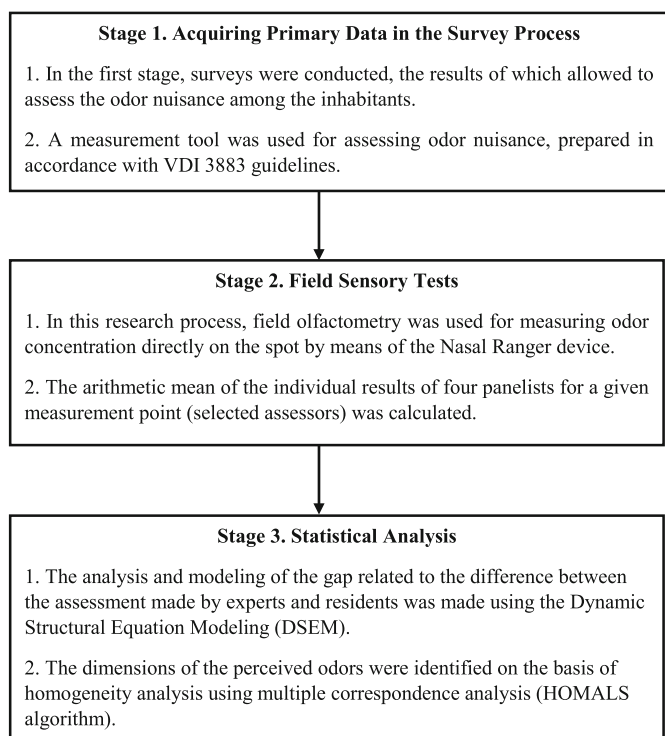 Stage 1. Acquiring Primary Data in the Survey Process
1. In the first stage, surveys were conducted, the results of which allowed to
assess the odor nuisance among the inhabitants.
2. A measurement tool was used for assessing odor nuisance, prepared in
accordance with VDI 3883 guidelines.
Stage 2. Field Sensory Tests
1. In this research process, field olfactometry was used for measuring odor
concentration directly on the spot by means of the Nasal Ranger device.
2. The arithmetic mean of the individual results of four panelists for a given
measurement point (selected assessors) was calculated.
Stage 3. Statistical Analysis
1. The analysis and modeling of the gap related to the difference between
the assessment made by experts and residents was made using the Dynamic
Structural Equation Modeling (DSEM).
2. The dimensions of the perceived odors were identified on the basis of
homogeneity analysis using multiple correspondence analysis (HOMALS
algorithm).